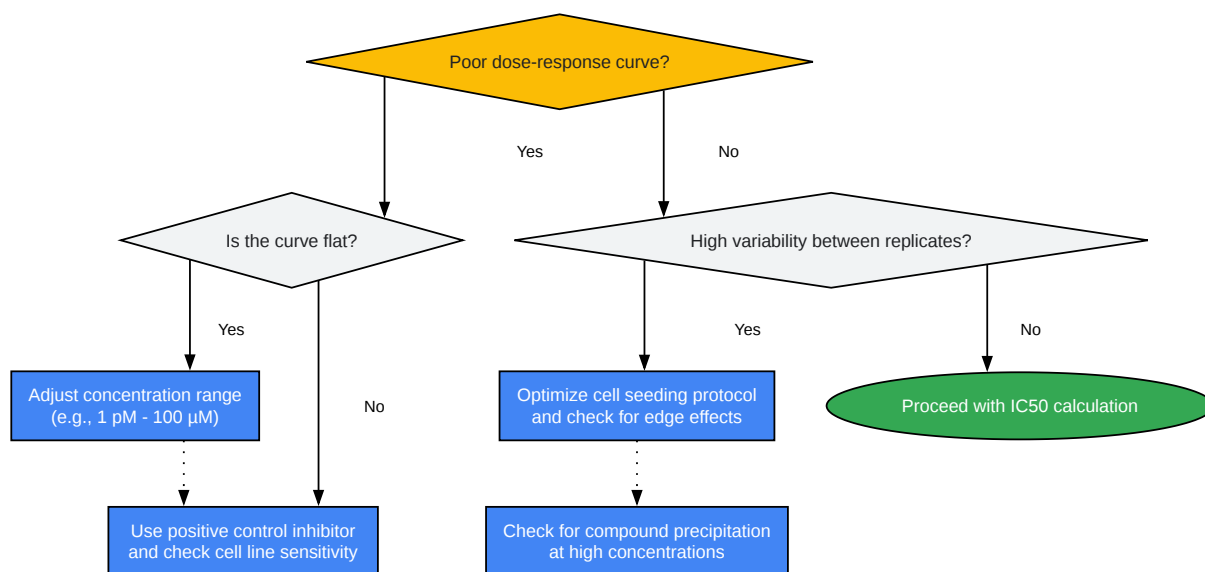 Poor dose-response curve?
Yes
No
Is the curve flat?
High variability between replicates?
Yes
Yes
No
Adjust concentration range
(e.g., 1 pM - 100 µM)
No
Optimize cell seeding protocol
and check for edge effects
Proceed with IC50 calculation
Use positive control inhibitor
and check cell line sensitivity
Check for compound precipitation
at high concentrations